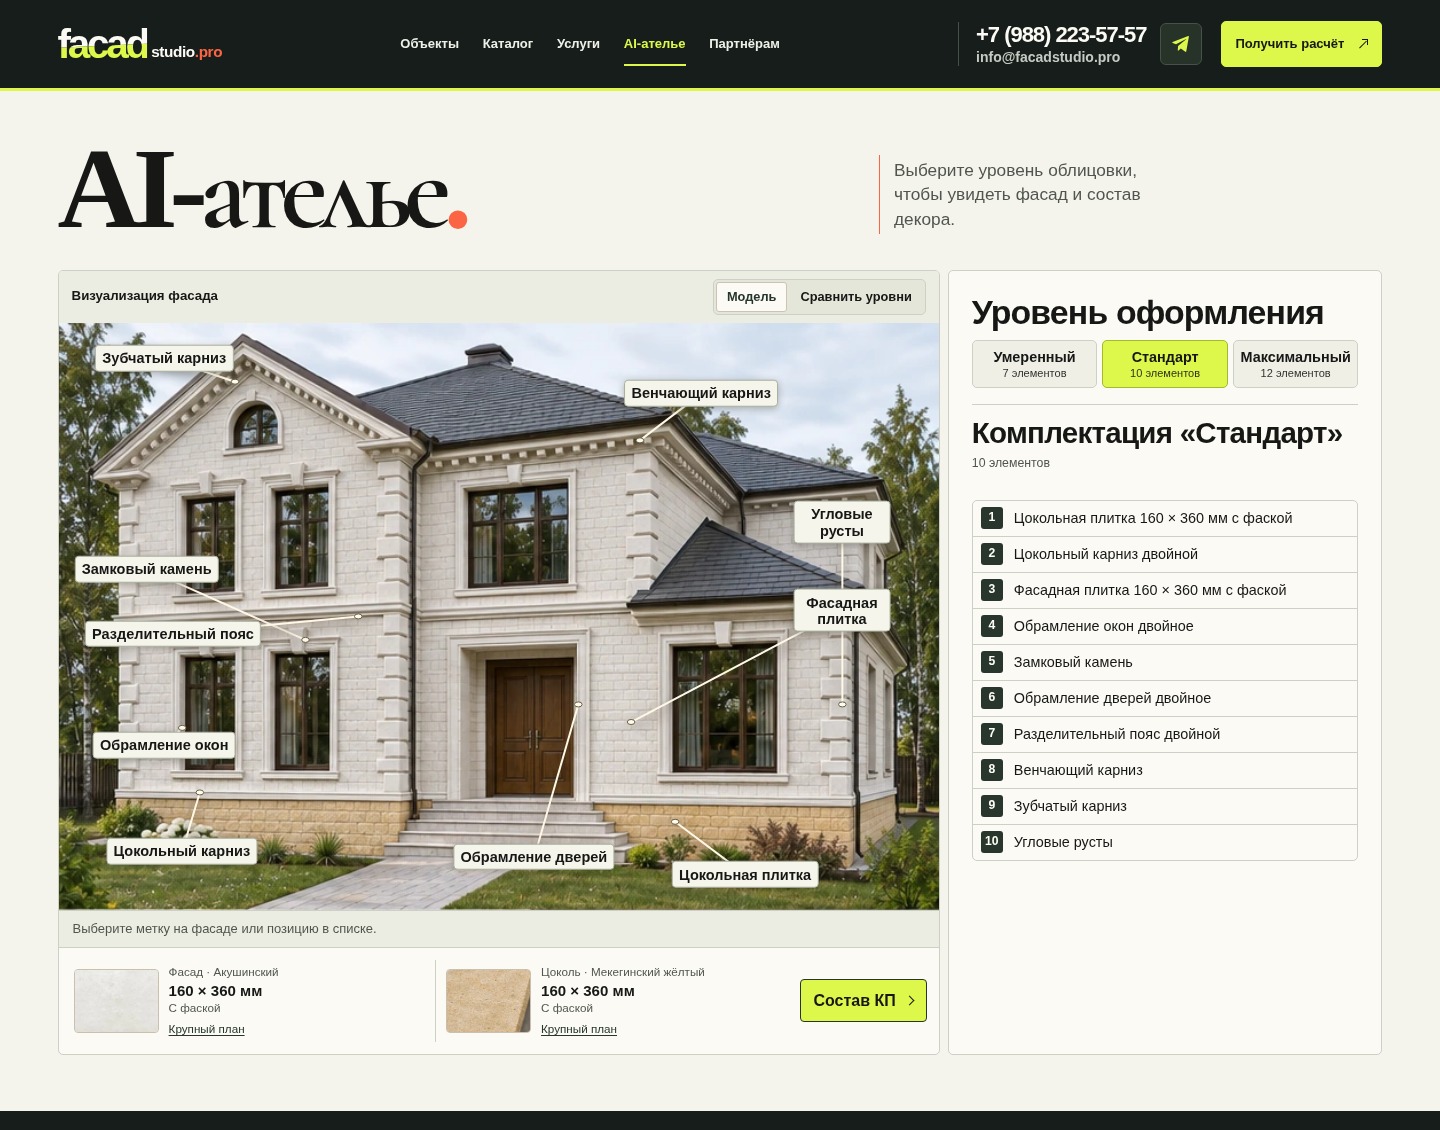 facad studio.pro
Объекты
Каталог
Услуги
AI-ателье
Партнёрам
+7 (988) 223-57-57
info@facadstudio.pro
Получить расчёт
AI-ателье.
Выберите уровень облицовки,
чтобы увидеть фасад и состав
декора.
Визуализация фасада
Модель
Сравнить уровни
Зубчатый карниз
Венчающий карниз
Угловые
русты
Замковый камень
Фасадная
плитка
Разделительный пояс
Обрамление окон
Цокольный карниз
Обрамление дверей
Цокольная плитка
Выберите метку на фасаде или позицию в списке.
Фасад · Акушинский
160 × 360 мм
С фаской
Крупный план
Цоколь · Мекегинский жёлтый
160 × 360 мм
С фаской
Крупный план
Состав КП
Уровень оформления
Умеренный
7 элементов
Стандарт
10 элементов
Максимальный
12 элементов
Комплектация «Стандарт»
10 элементов
1 Цокольная плитка 160 × 360 мм с фаской
2 Цокольный карниз двойной
3 Фасадная плитка 160 × 360 мм с фаской
4 Обрамление окон двойное
5 Замковый камень
6 Обрамление дверей двойное
7 Разделительный пояс двойной
8 Венчающий карниз
9 Зубчатый карниз
10 Угловые русты